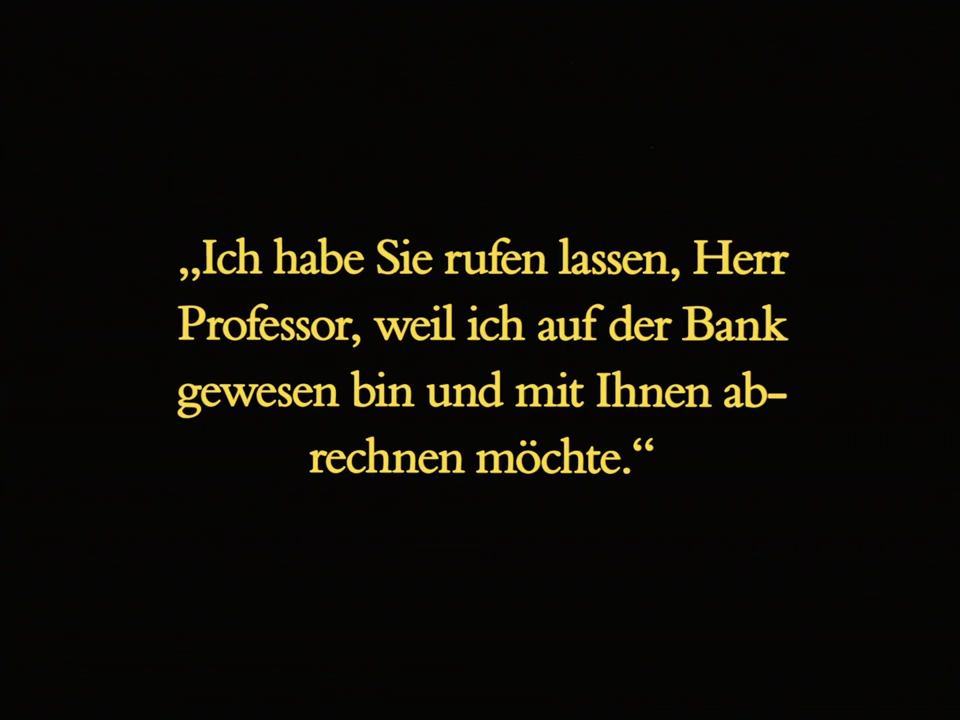 „Ich habe Sie rufen lassen, Herr
Professor, weil ich auf der Bank
gewesen bin und mit Ihnen ab-
rechnen möchte.“